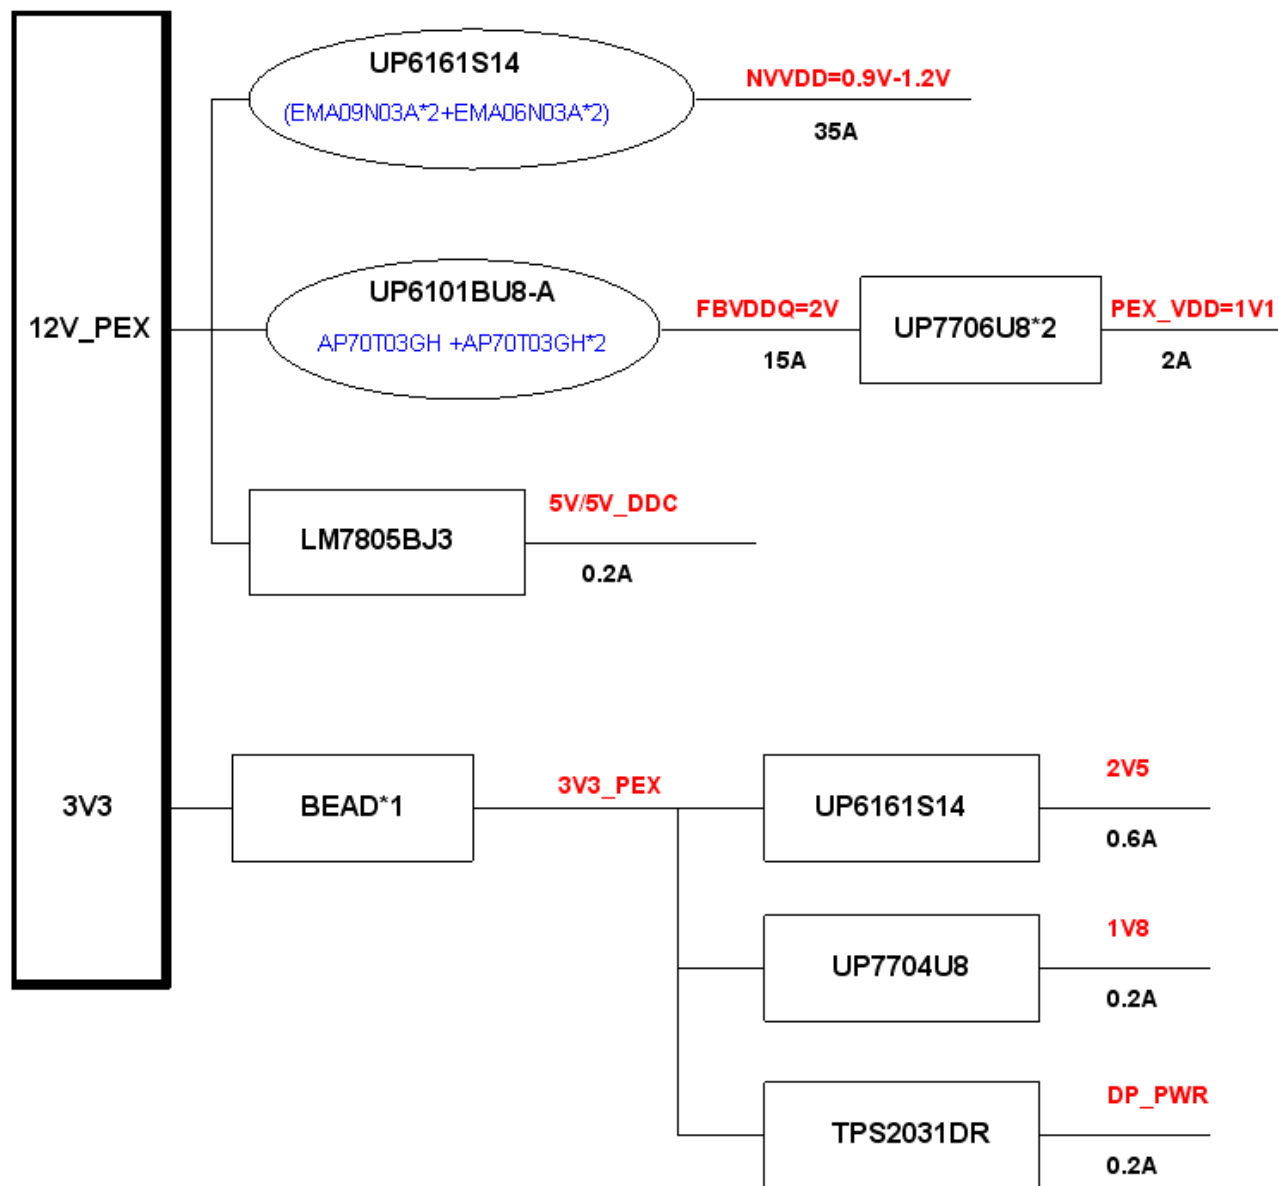 UP6161S14
(EMA09N03A*2+EMA06N03A*2)
NVVDD=0.9V-1.2V
35A
12V_PEX
UP6101BU8-A
AP70T03GH +AP70T03GH*2
FBVDDQ=2V
15A
UP7706U8*2
PEX_VDD=1V1
2A
LM7805BJ3
5V/5V_DDC
0.2A
3V3
BEAD*1
3V3_PEX
UP6161S14
2V5
0.6A
UP7704U8
1V8
0.2A
TPS2031DR
DP_PWR
0.2A